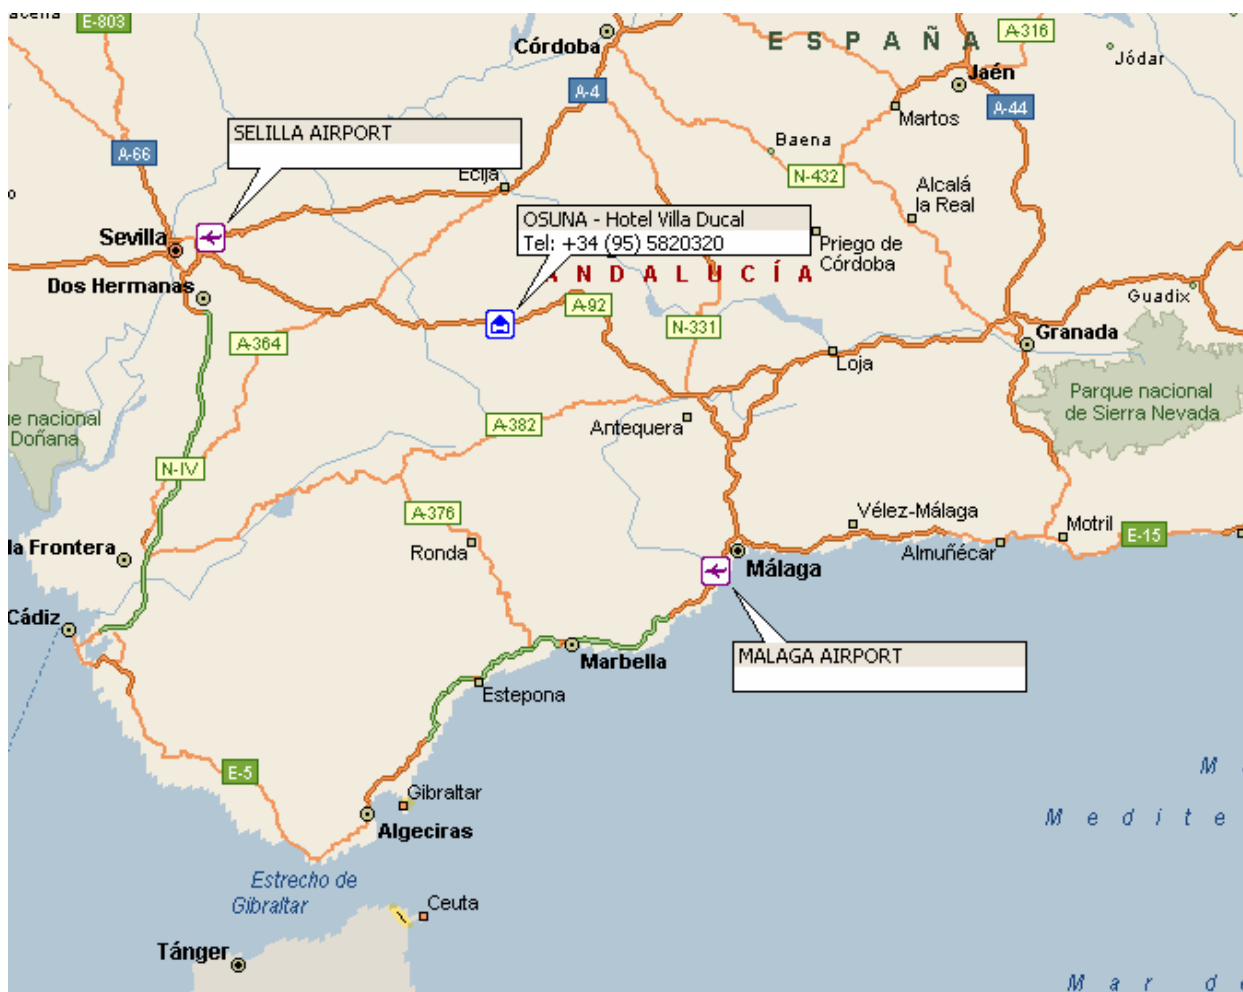 E-803
Córdoba
E S P A Ñ A
A-316
Jódar
Jaén
A-4
A-44
Martos
SELILLA AIRPORT
A-66
Baena
Ecija
N-432
Alcalá
la Real
OSUNA - Hotel Villa Ducal
Tel: +34 (95) 5820320
Sevilla
Priego de
Córdoba
A N D A L U C Í A
Dos Hermanas
Guadix
A-92
N-331
A-364
Granada
Loja
Parque nacional
de Sierra Nevada
ue nacional
Doñana
A-382
Antequera
N-IV
A-376
Vélez-Málaga
Motril
E-15
la Frontera
Ronda
Almuñécar
Málaga
Cádiz
MALAGA AIRPORT
Marbella
Estepona
E-5
M
Gibraltar
M e d i t e
Algeciras
Estrecho de
Gibraltar
Ceuta
Tánger
M a r d